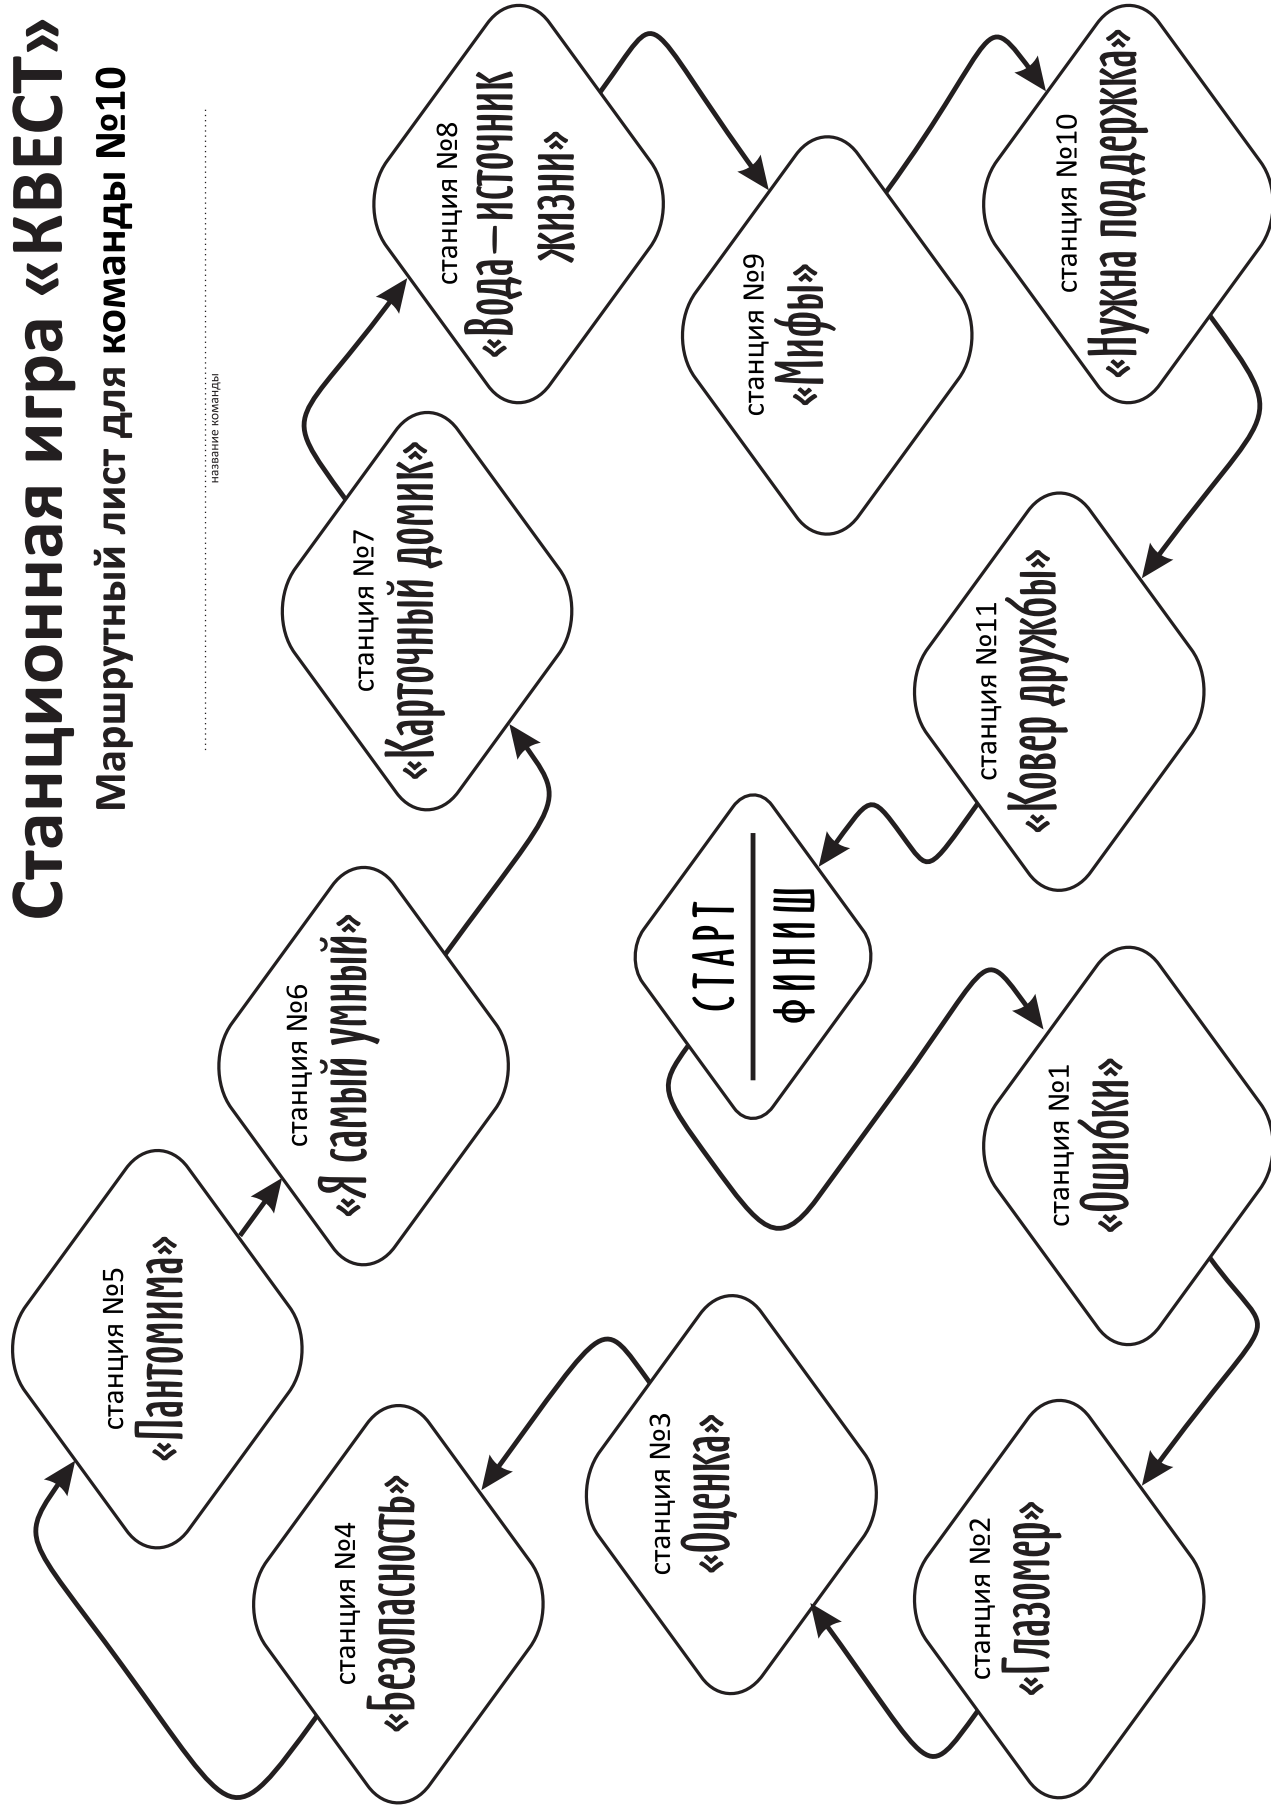 Станционная игра «КВЕСТ»
Маршрутный лист для команды №10
название команды
СТАРТ
ФИНИШ
станция №1
«Ошибки»
станция №2
«Глазомер»
станция №3
«Оценка»
станция №4
«Безопасность»
станция №5
«Пантомима»
станция №6
«Я самый умный»
станция №7
«Карточный домик»
станция №8
«Вода – источник
жизни»
станция №9
«Мифы»
станция №10
«Нужна поддержка»
станция №11
«Ковер дружбы»